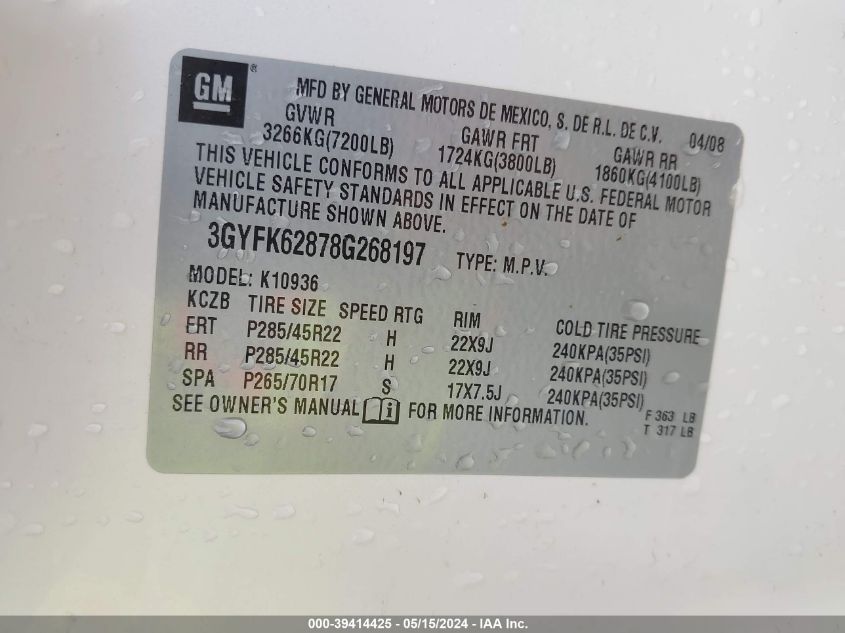 GM ® MFD BY GENERAL MOTORS DE MEXICO, S. DE R.L. DE C.V. 04/08
GVWR GAWR FRT GAWR RR
3266KG(7200LB) 1724KG(3800LB) 1860KG(4100LB)
THIS VEHICLE CONFORMS TO ALL APPLICABLE U.S. FEDERAL MOTOR
VEHICLE SAFETY STANDARDS IN EFFECT ON THE DATE OF
MANUFACTURE SHOWN ABOVE.
3GYFK62878G268197 TYPE: M.P.V.
MODEL: K10936
KCZB TIRE SIZE SPEED RTG RIM COLD TIRE PRESSURE
FRT P285/45R22 H 22X9J 240KPA(35PSI)
RR P285/45R22 H 22X9J 240KPA(35PSI)
SPA P265/70R17 S 17X7.5J 240KPA(35PSI)
SEE OWNER'S MANUAL FOR MORE INFORMATION. F 363 LB
T 317 LB
000-39414425 - 05/15/2024 - IAA Inc.